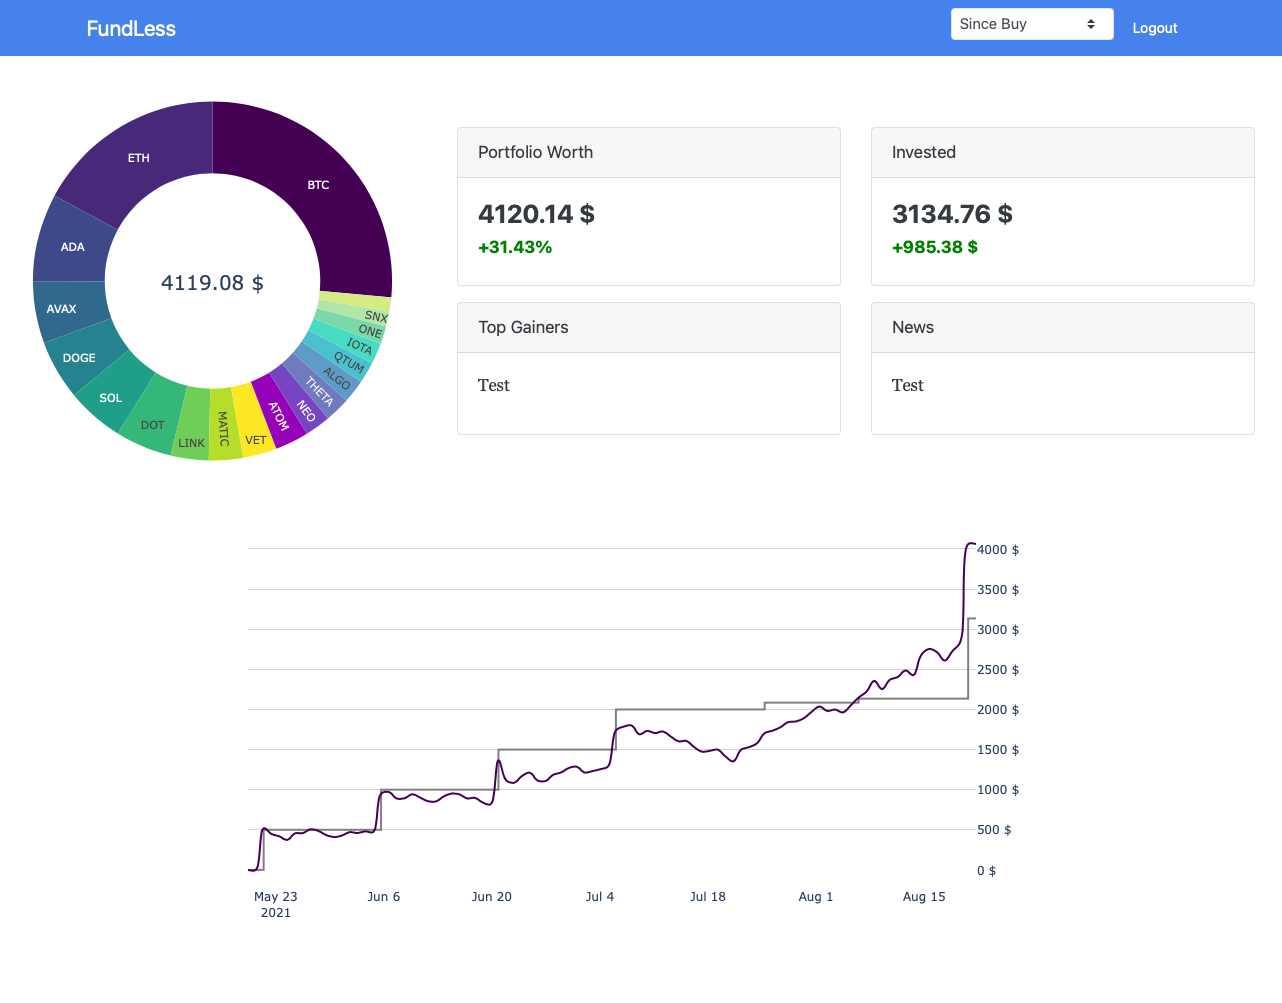 FundLess
Since Buy
Logout
ETH
BTC
ADA
AVAX
DOGE
SOL
DOT
LINK
MATIC
VET
ATOM
NEO
THETA
ALGO
QTUM
IOTA
ONE
SNX
4119.08 $
Portfolio Worth
4120.14 $
+31.43%
Invested
3134.76 $
+985.38 $
Top Gainers
Test
News
Test
4000 $
3500 $
3000 $
2500 $
2000 $
1500 $
1000 $
500 $
0 $
May 23
2021
Jun 6
Jun 20
Jul 4
Jul 18
Aug 1
Aug 15